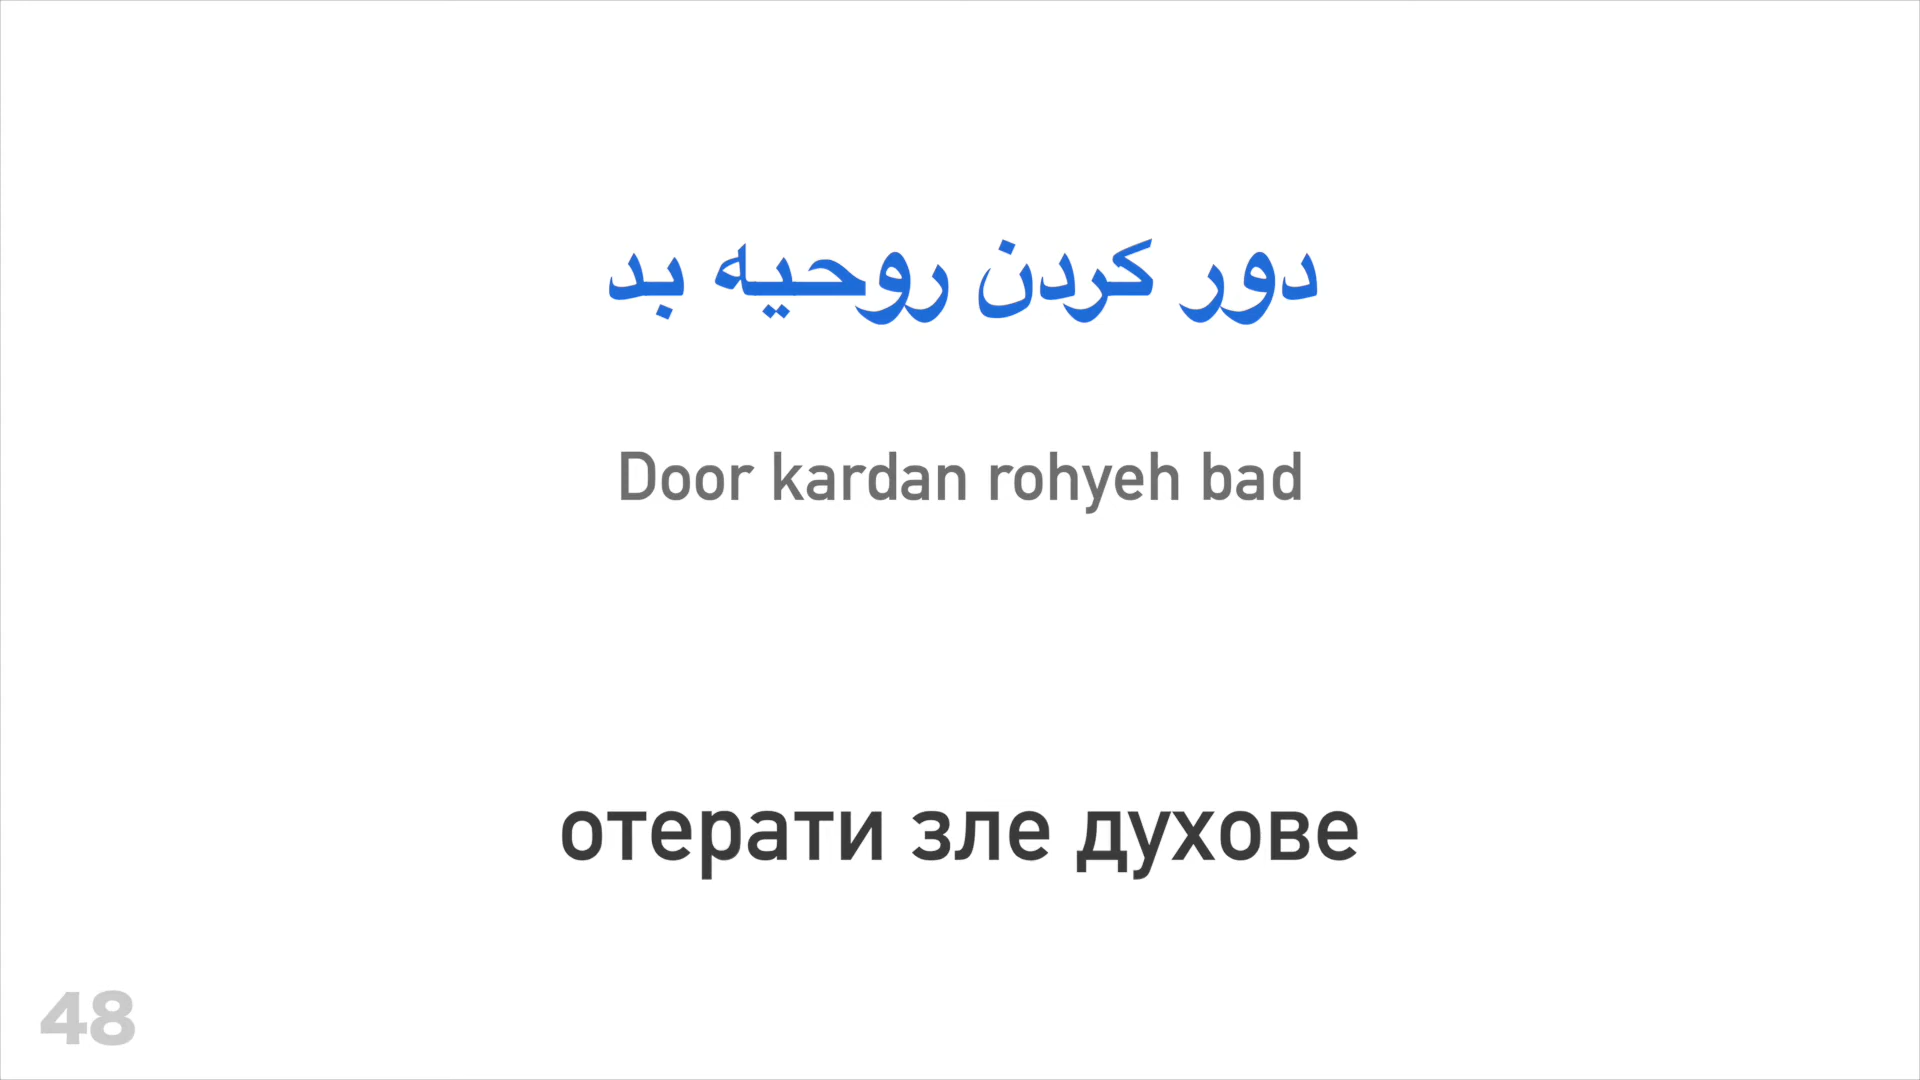 دور کردن روحیه بد
Door kardan rohyeh bad
отерати зле духове
48